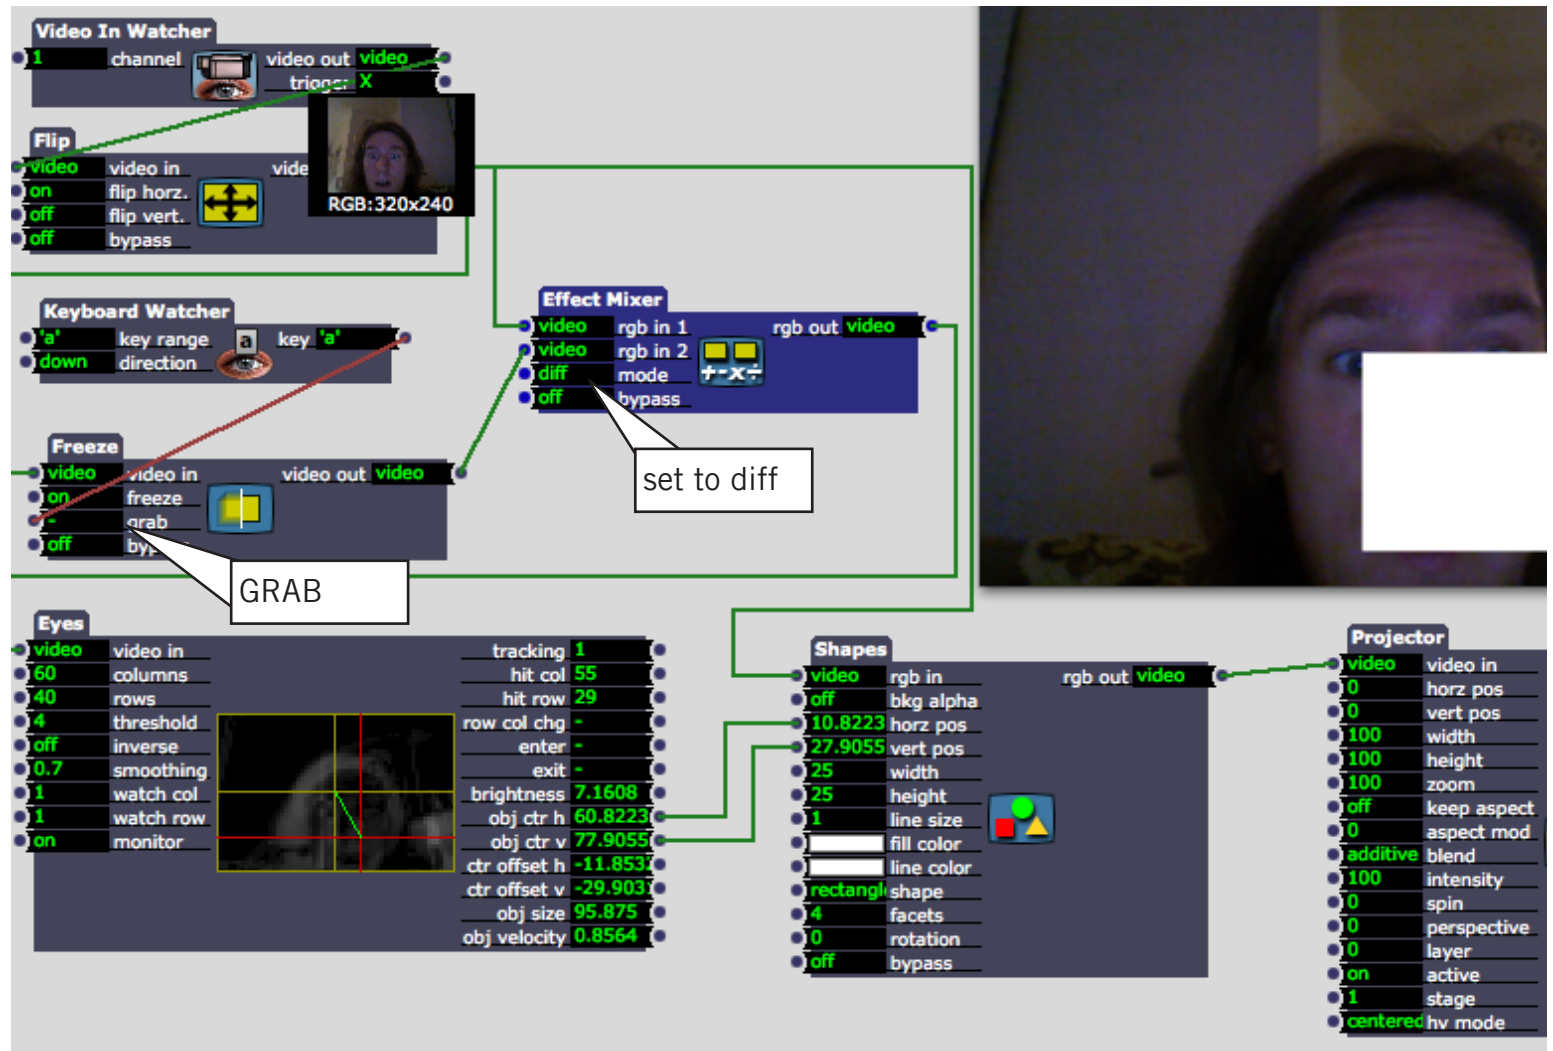 Video In Watcher
1 channel video out video
trigger X
Flip
video video in vide
on flip horz.
off flip vert.
off bypass
RGB:320x240
Keyboard Watcher
'a' key range a key 'a'
down direction
Effect Mixer
video rgb in 1 rgb out video
video rgb in 2
diff mode
off bypass
+-x÷
set to diff
Freeze
video video in video out video
on freeze
- grab
off
GRAB
Eyes
video video in tracking 1
60 columns hit col 55
40 rows hit row 29
4 threshold row col chg -
off inverse enter -
0.7 smoothing exit -
1 watch col brightness 7.1608
1 watch row obj ctr h 60.8223
on monitor obj ctr v 77.9055
ctr offset h -11.853
ctr offset v -29.903
obj size 95.875
obj velocity 0.8564
Shapes
video rgb in rgb out video
off bkg alpha
10.8223 horz pos
27.9055 vert pos
25 width
25 height
1 line size
fill color
line color
rectangl shape
4 facets
0 rotation
off bypass
Projector
video video in
0 horz pos
0 vert pos
100 width
100 height
100 zoom
off keep aspect
0 aspect mod
additive blend
100 intensity
0 spin
0 perspective
0 layer
on active
1 stage
centered hv mode